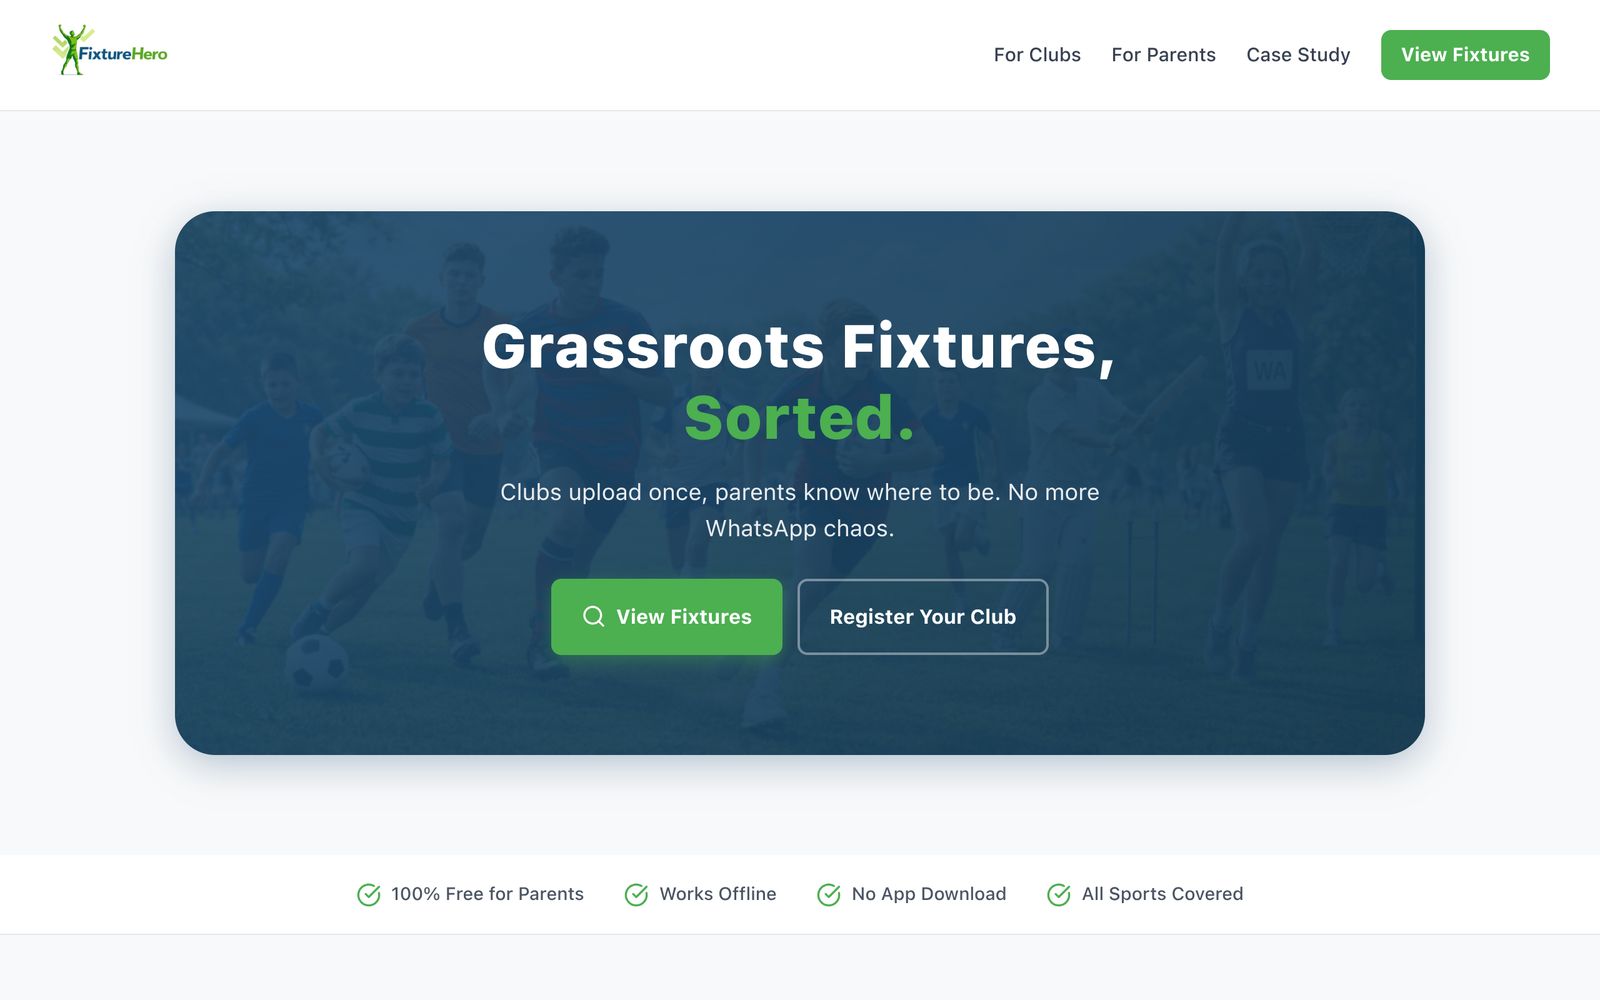 FixtureHero
For Clubs
For Parents
Case Study
View Fixtures
Grassroots Fixtures,
Sorted.
Clubs upload once, parents know where to be. No more
WhatsApp chaos.
View Fixtures
Register Your Club
WA
100% Free for Parents
Works Offline
No App Download
All Sports Covered